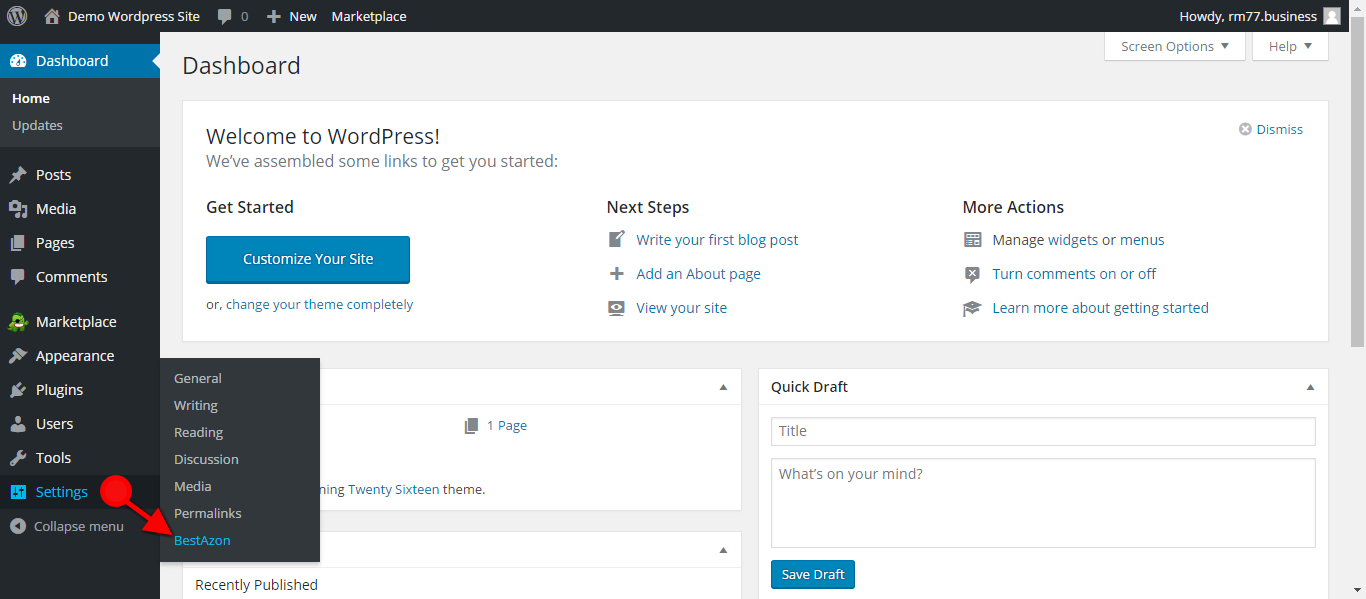 Demo Wordpress Site 0 New Marketplace Howdy, rm77.business
Dashboard
Home
Updates
Posts
Media
Pages
Comments
Marketplace
Appearance
Plugins
Users
Tools
Settings
Collapse menu
General
Writing
Reading
Discussion
Media
Permalinks
BestAzon
Dashboard
Screen Options Help
Welcome to WordPress!
We’ve assembled some links to get you started:
Dismiss
Get Started
Customize Your Site
or, change your theme completely
Next Steps
Write your first blog post
Add an About page
View your site
More Actions
Manage widgets or menus
Turn comments on or off
Learn more about getting started
1 Page
Twenty Sixteen theme.
Recently Published
Quick Draft
Title
What’s on your mind?
Save Draft